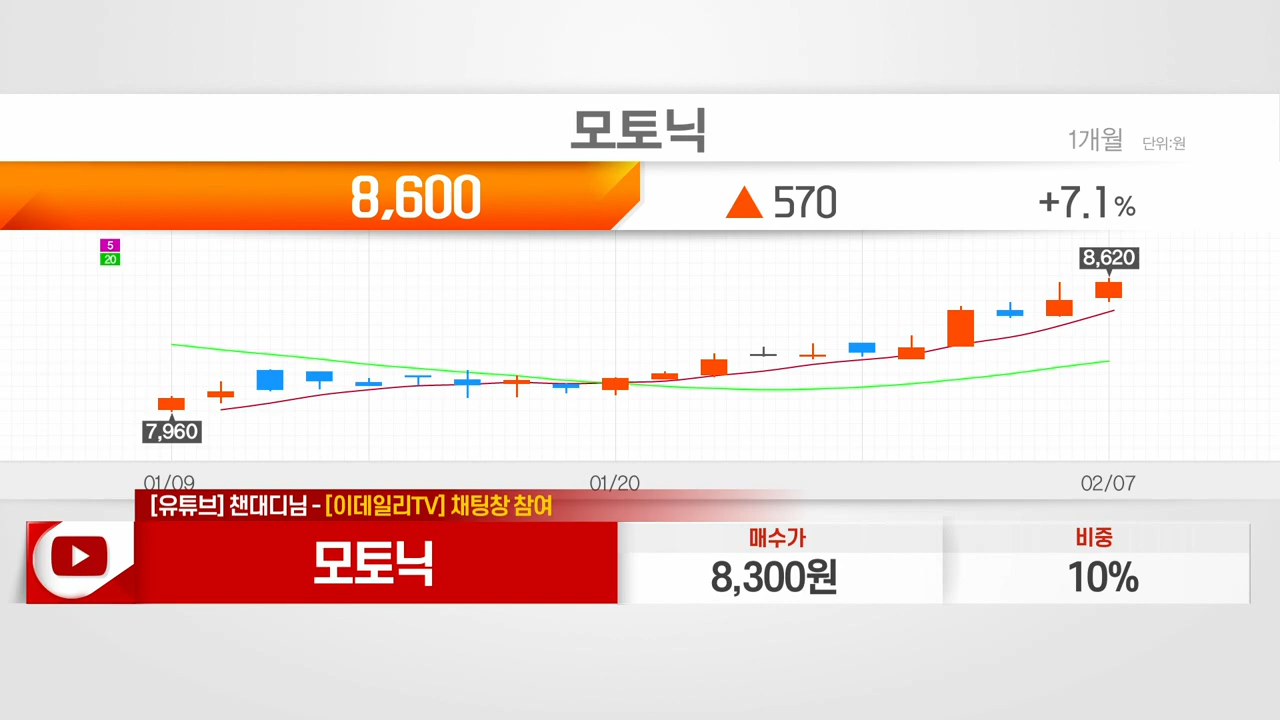 모토닉
1개월 단위:원
8,600 ▲ 570 +7.1%
5
20
8,620
7,960
01/09 01/20 02/07
[유튜브] 챈대디님 - [이데일리TV] 채팅창 참여
모토닉
매수가
8,300원
비중
10%